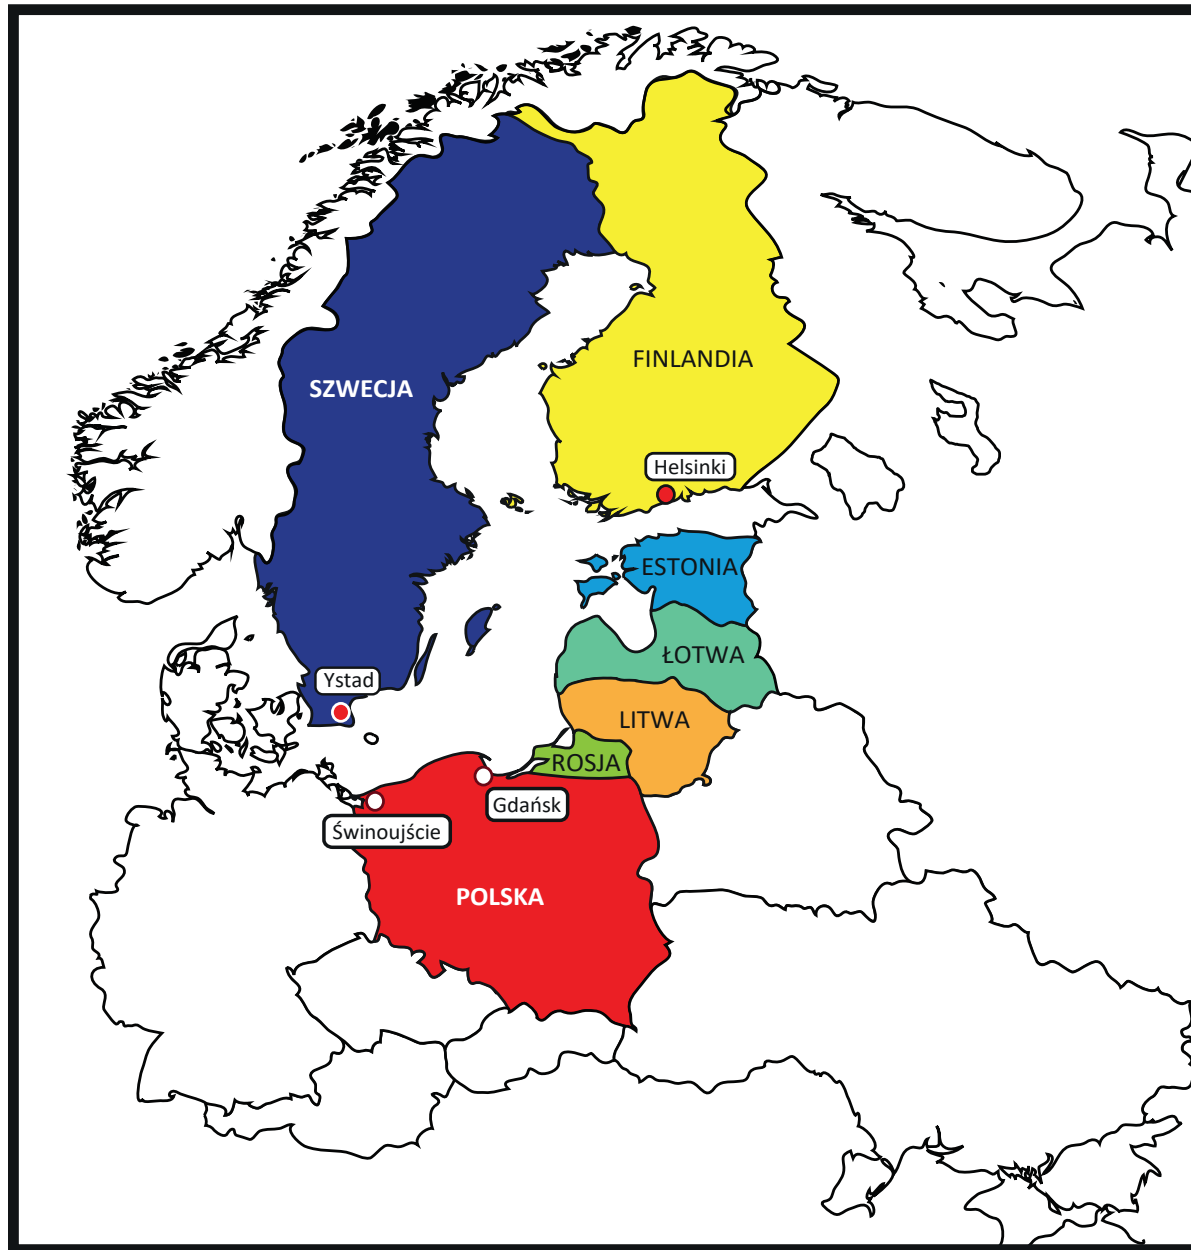 FINLANDIA
SZWECJA
Helsinki
ESTONIA
ŁOTWA
Ystad
LITWA
ROSJA
Gdańsk
Świnoujście
POLSKA